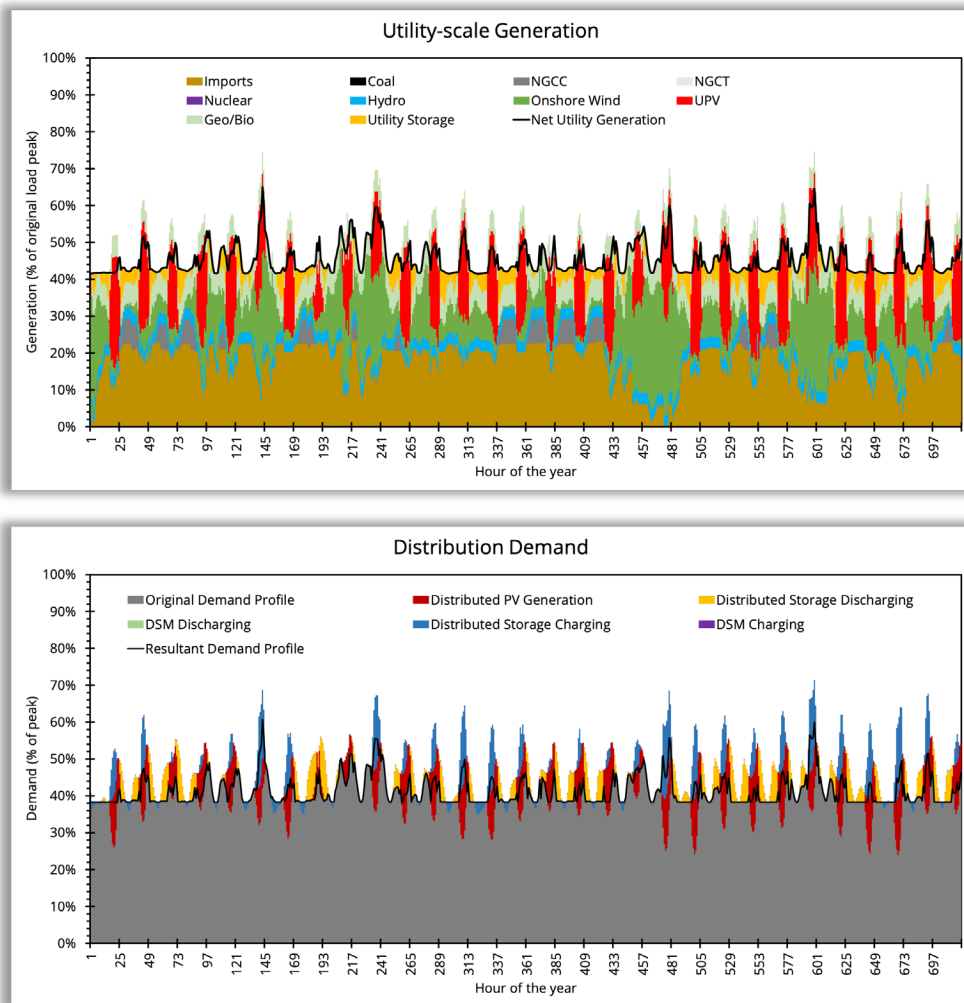 Utility-scale Generation
Generation (% of original load peak)
100%
90%
80%
70%
60%
50%
40%
30%
20%
10%
0%
Imports Coal NGCC NGCT
Nuclear Hydro Onshore Wind UPV
Geo/Bio Utility Storage Net Utility Generation
1 25 49 73 97 121 145 169 193 217 241 265 289 313 337 361 385 409 433 457 481 505 529 553 577 601 625 649 673 697
Hour of the year
Distribution Demand
Demand (% of peak)
100%
90%
80%
70%
60%
50%
40%
30%
20%
10%
0%
Original Demand Profile Distributed PV Generation Distributed Storage Discharging
DSM Discharging Distributed Storage Charging DSM Charging
Resultant Demand Profile
1 25 49 73 97 121 145 169 193 217 241 265 289 313 337 361 385 409 433 457 481 505 529 553 577 601 625 649 673 697
Hour of the year